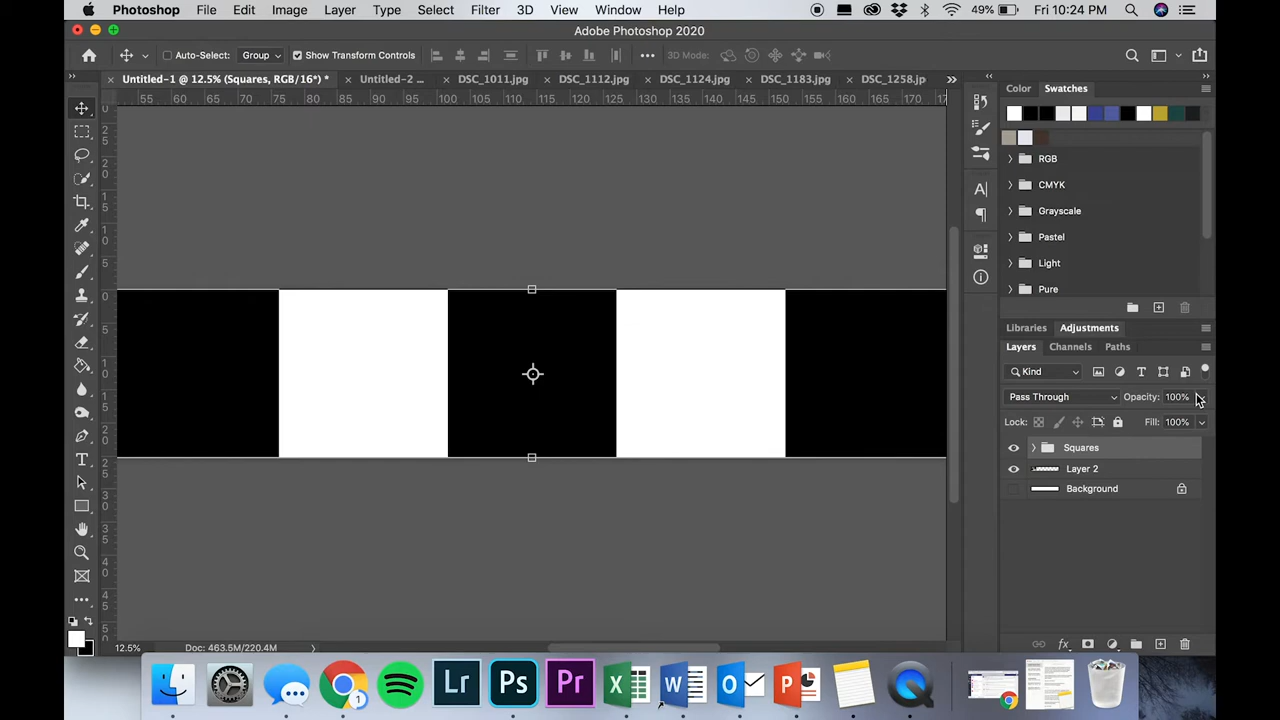 Photoshop File Edit Image Layer Type Select Filter 3D View Window Help 49% Fri 10:24 PM
Adobe Photoshop 2020
Auto-Select: Group Show Transform Controls 3D Mode:
Untitled-1 @ 12.5% (Squares, RGB/16*) * Untitled-2 ... DSC_1011.jpg DSC_1112.jpg DSC_1124.jpg DSC_1183.jpg DSC_1258.jp
55 60 65 70 75 80 85 90 95 100 105 110 115 120 125 130 135 140 145 150 155 160 165 170 17
Color Swatches
RGB
CMYK
Grayscale
Pastel
Light
Pure
Libraries Adjustments
Layers Channels Paths
Kind
Pass Through Opacity: 100%
Lock: Fill: 100%
Squares
Layer 2
Background
12.5% Doc: 463.5M/220.4M
Lr Ps Pr X W O P